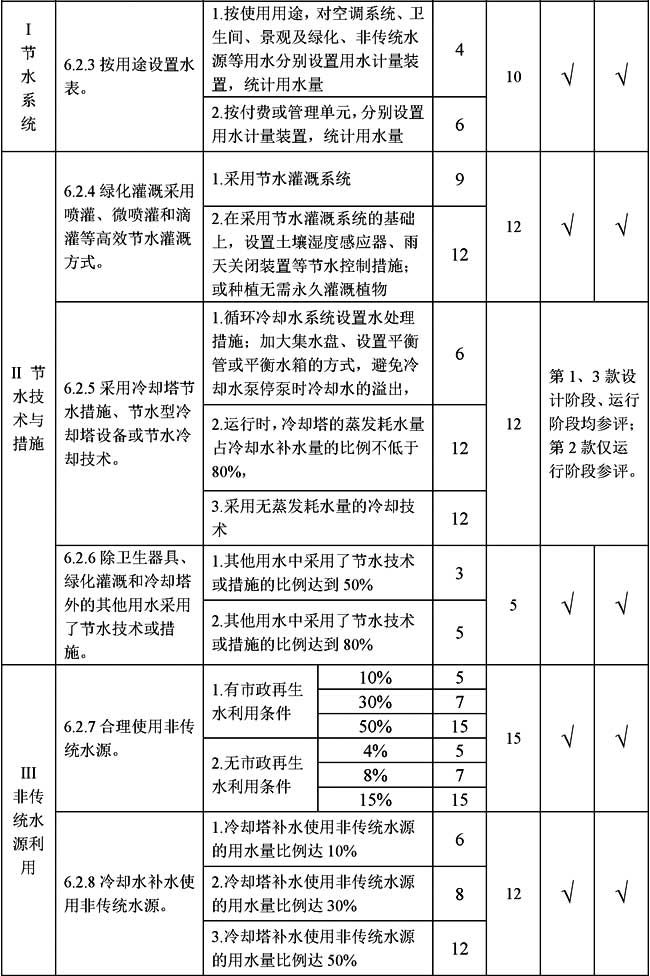 I
节
水
系
统
6.2.3 按用途设置水
表。
1.按使用用途，对空调系统、卫
生间、景观及绿化、非传统水
源等用水分别设置用水计量装
置，统计用水量
4
2.按付费或管理单元，分别设置
用水计量装置，统计用水量
6
10
√
√
II 节
水技
术与
措施
6.2.4 绿化灌溉采用
喷灌、微喷灌和滴
灌等高效节水灌溉
方式。
1.采用节水灌溉系统
9
2.在采用节水灌溉系统的基础
上，设置土壤湿度感应器、雨
天关闭装置等节水控制措施；
或种植无需永久灌溉植物
12
12
√
√
6.2.5 采用冷却塔节
水措施、节水型冷
却塔设备或节水冷
却技术。
1.循环冷却水系统设置水处理
措施；加大集水盘、设置平衡
管或平衡水箱的方式，避免冷
却水泵停泵时冷却水的溢出，
6
2.运行时，冷却塔的蒸发耗水量
占冷却水补水量的比例不低于
80%，
12
3.采用无蒸发耗水量的冷却技
术
12
12
第 1、3 款设
计阶段、运行
阶段均参评；
第 2 款仅运
行阶段参评。
6.2.6 除卫生器具、
绿化灌溉和冷却塔
外的其他用水采用
了节水技术或措
施。
1.其他用水中采用了节水技术
或措施的比例达到 50%
3
2.其他用水中采用了节水技术
或措施的比例达到 80%
5
5
√
√
III
非传
统水
源利
用
6.2.7 合理使用非传
统水源。
1.有市政再生
水利用条件
10%
5
30%
7
50%
15
2.无市政再生
水利用条件
4%
5
8%
7
15%
15
15
√
√
6.2.8 冷却水补水使
用非传统水源。
1.冷却塔补水使用非传统水源
的用水量比例达 10%
6
2.冷却塔补水使用非传统水源
的用水量比例达 30%
8
3.冷却塔补水使用非传统水源
的用水量比例达 50%
12
12
√
√